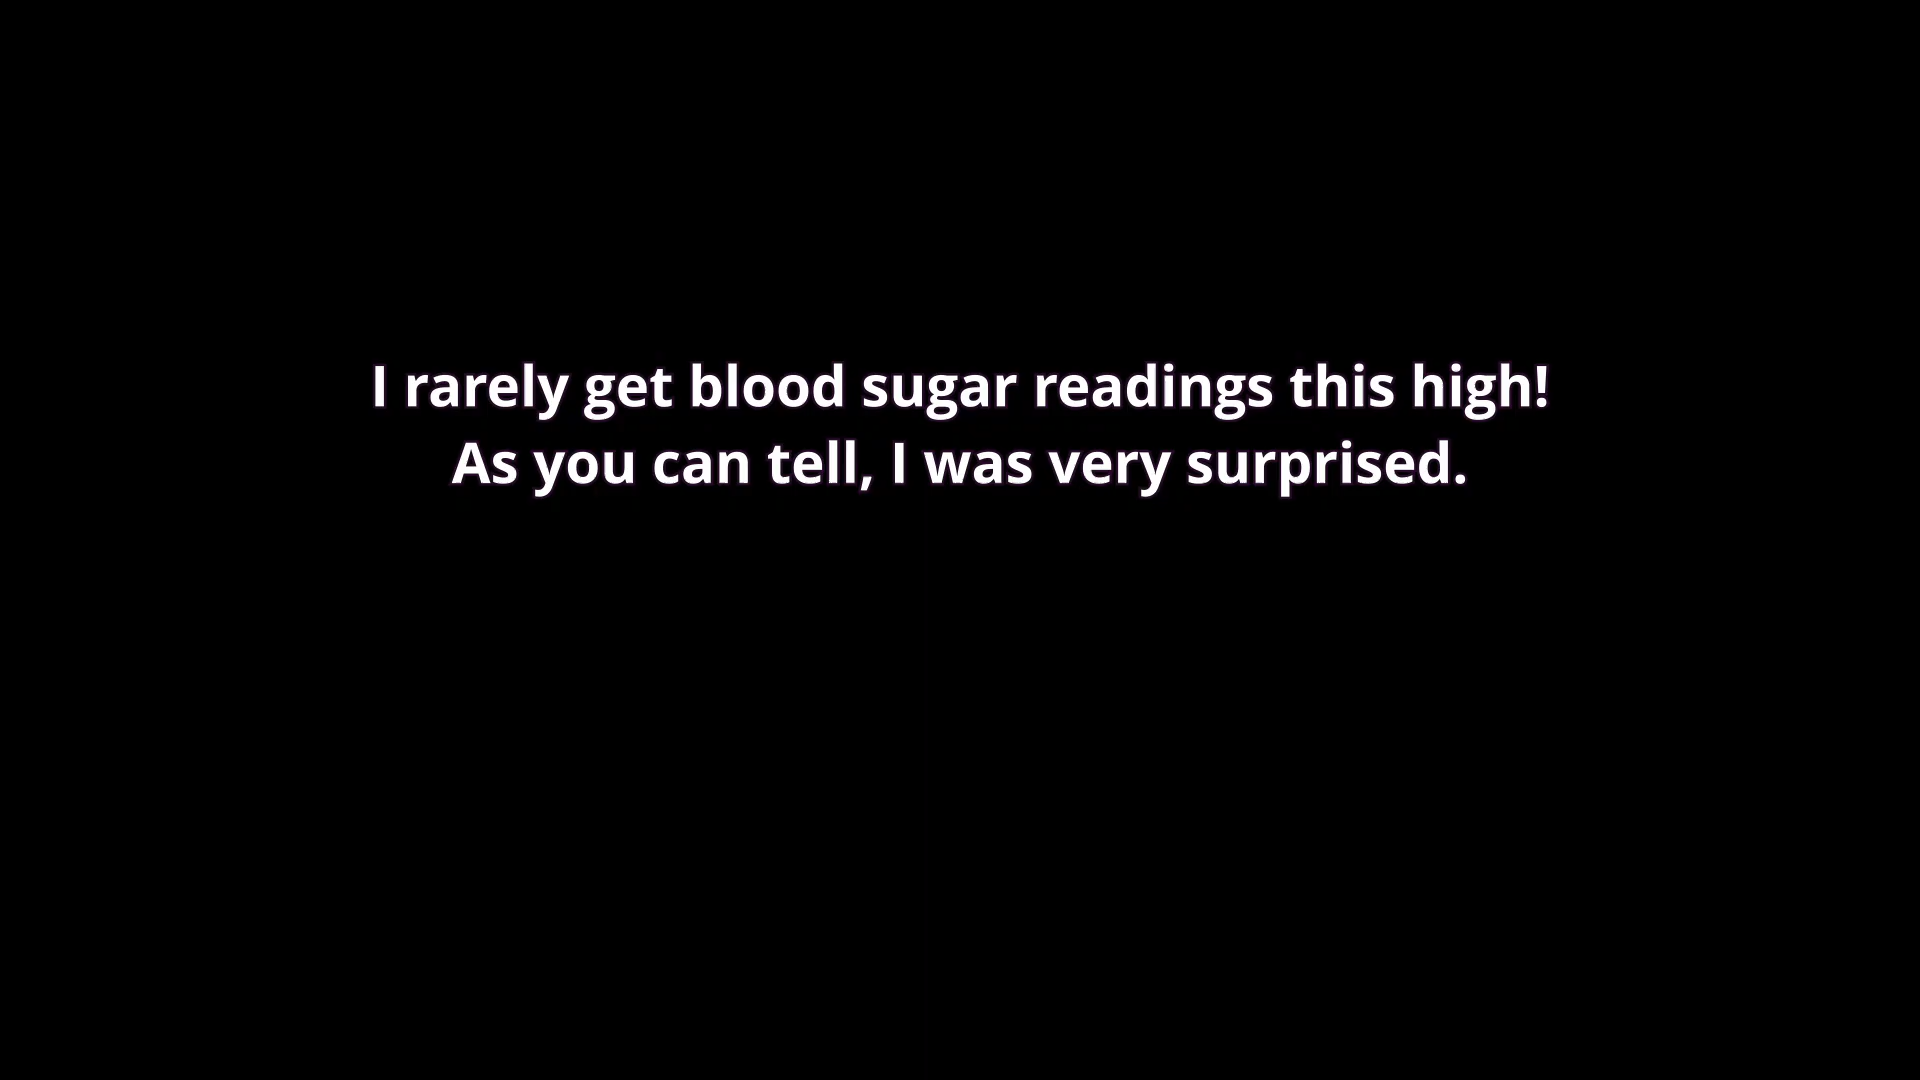 I rarely get blood sugar readings this high!
As you can tell, I was very surprised.